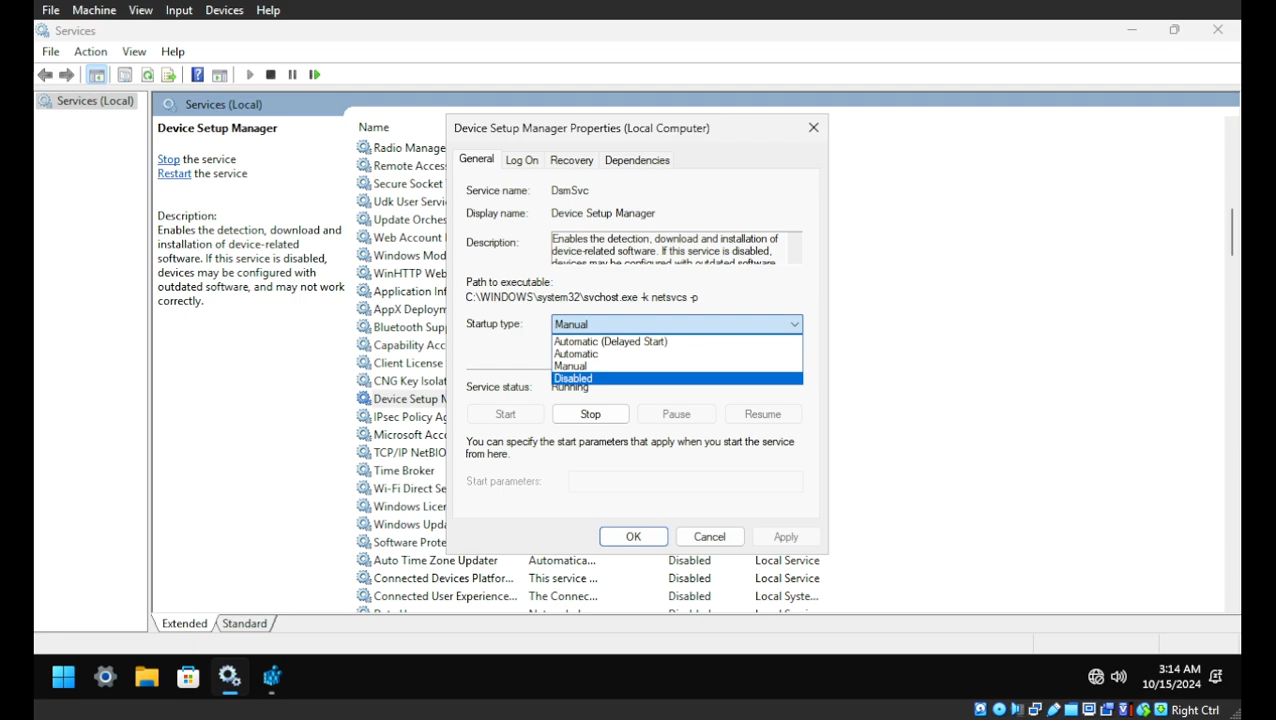 File Machine View Input Devices Help
Services
File Action View Help
Services (Local)
Services (Local)
Device Setup Manager
Stop the service
Restart the service
Description:
Enables the detection, download and
installation of device-related
software. If this service is disabled,
devices may be configured with
outdated software, and may not work
correctly.
Name
Radio Manage
Remote Acces
Secure Socket
Udk User Servi
Update Orches
Web Account
Windows Mod
WinHTTP Web
Application Inf
AppX Deploym
Bluetooth Supp
Capability Acc
Client License
CNG Key Isolat
Device Setup M
IPsec Policy Ag
Microsoft Acco
TCP/IP NetBIO
Time Broker
Wi-Fi Direct Se
Windows Licen
Windows Upda
Software Prote
Auto Time Zone Updater Automatica... Disabled Local Service
Connected Devices Platfor... This service ... Disabled Local Service
Connected User Experience... The Connec... Disabled Local Syste...
Device Setup Manager Properties (Local Computer)
General Log On Recovery Dependencies
Service name: DsmSvc
Display name: Device Setup Manager
Description: Enables the detection, download and installation of
device-related software. If this service is disabled,
devices may be configured with outdated software
Path to executable:
C:\WINDOWS\system32\svchost.exe -k netsvcs -p
Startup type: Manual
Automatic (Delayed Start)
Automatic
Manual
Disabled
Service status: Running
Start Stop Pause Resume
You can specify the start parameters that apply when you start the service
from here.
Start parameters:
OK Cancel Apply
Extended Standard
3:14 AM
10/15/2024
Right Ctrl